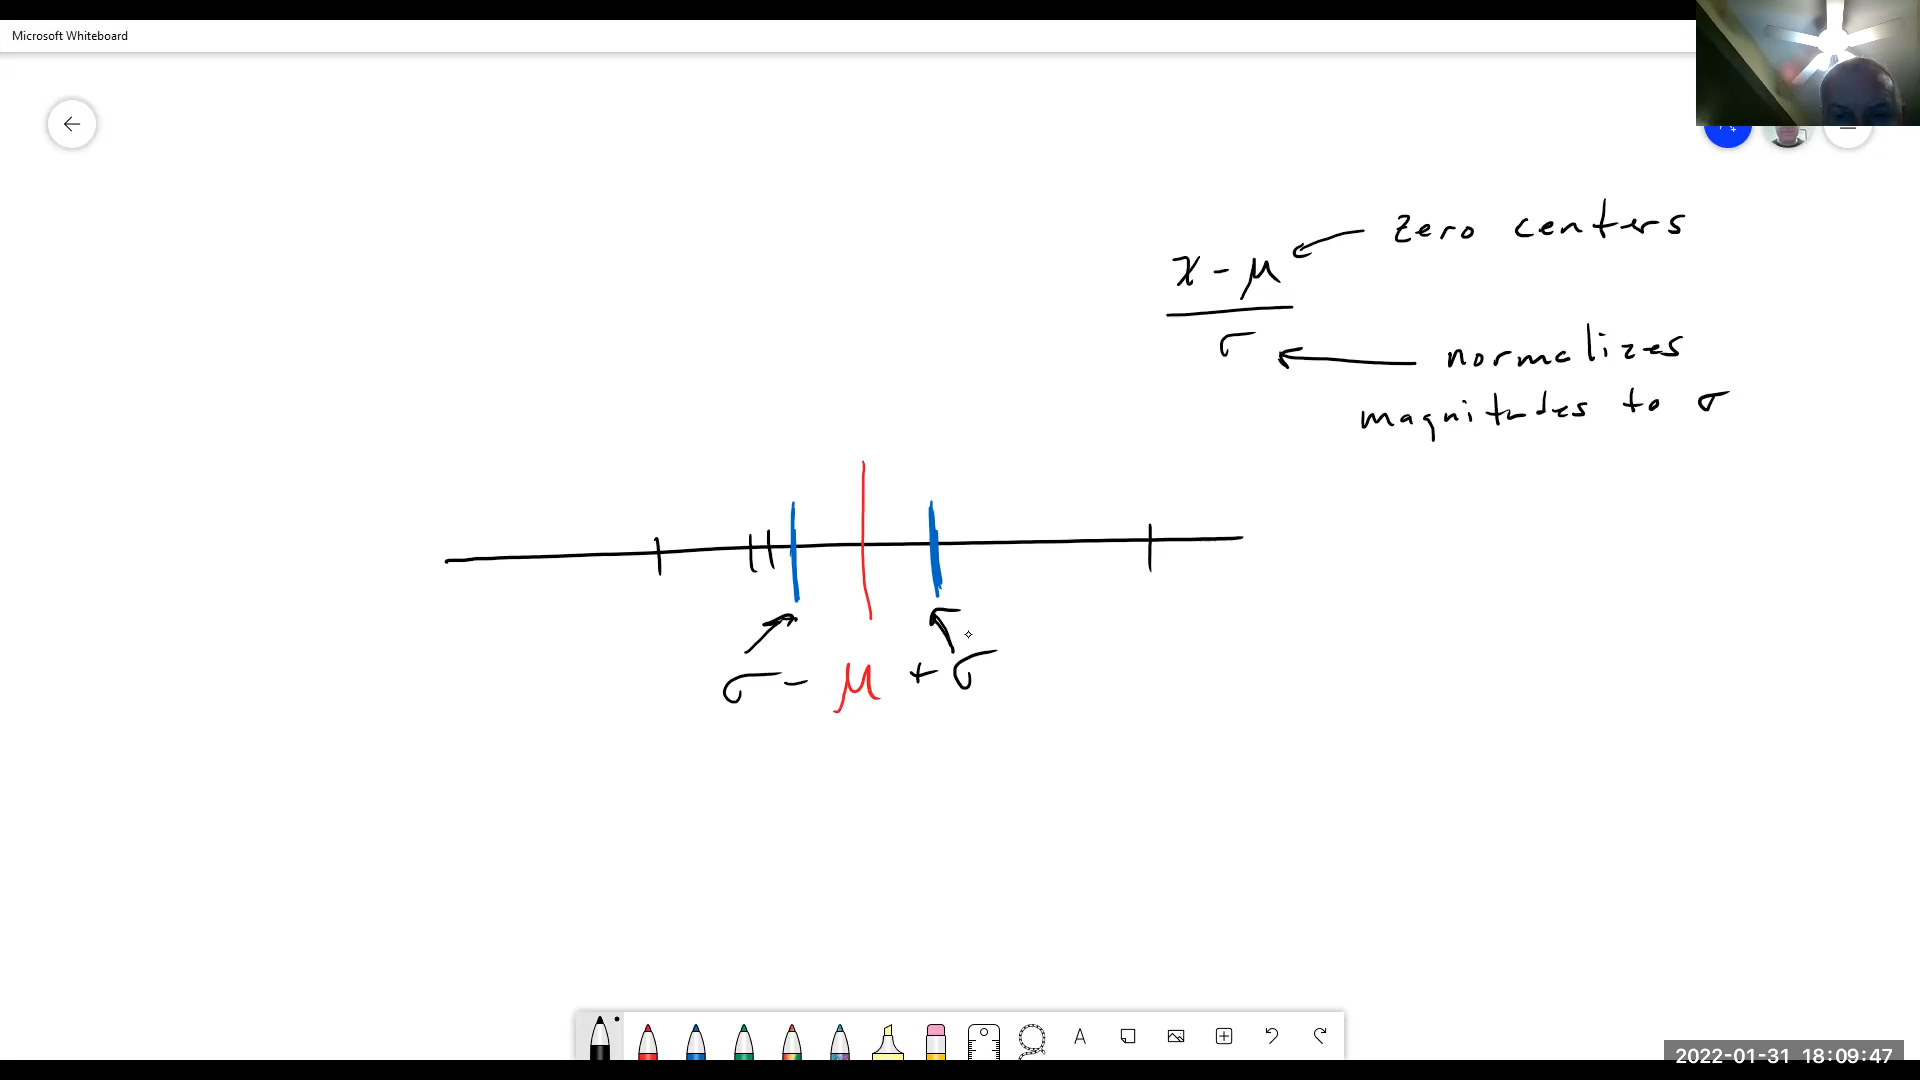 Microsoft Whiteboard
zero centers
x - μ
σ
normalizes
magnitudes to σ
σ - μ + σ
A
2022-01-31 18:09:47